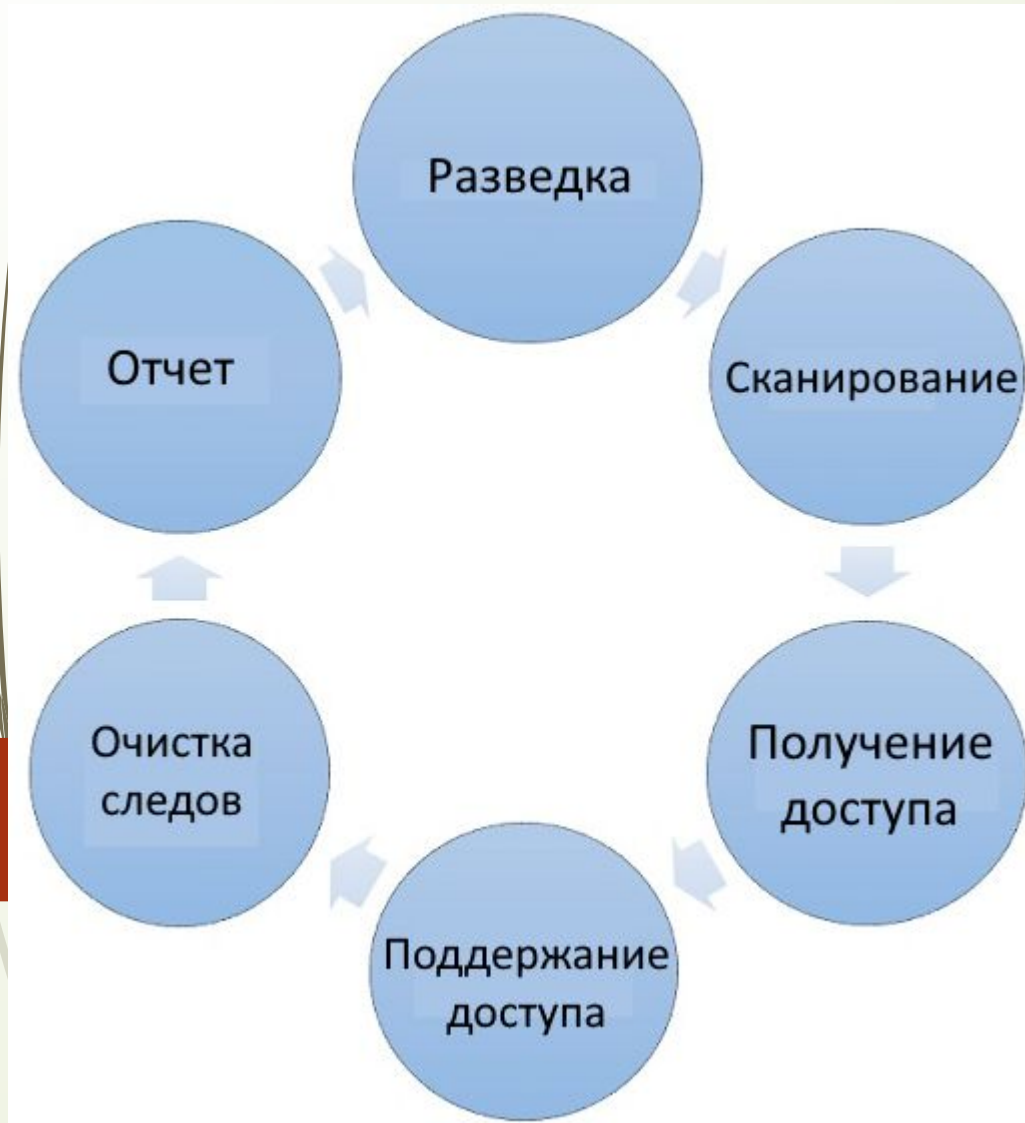 Разведка
Сканирование
Получение
доступа
Поддержание
доступа
Очистка
следов
Отчет